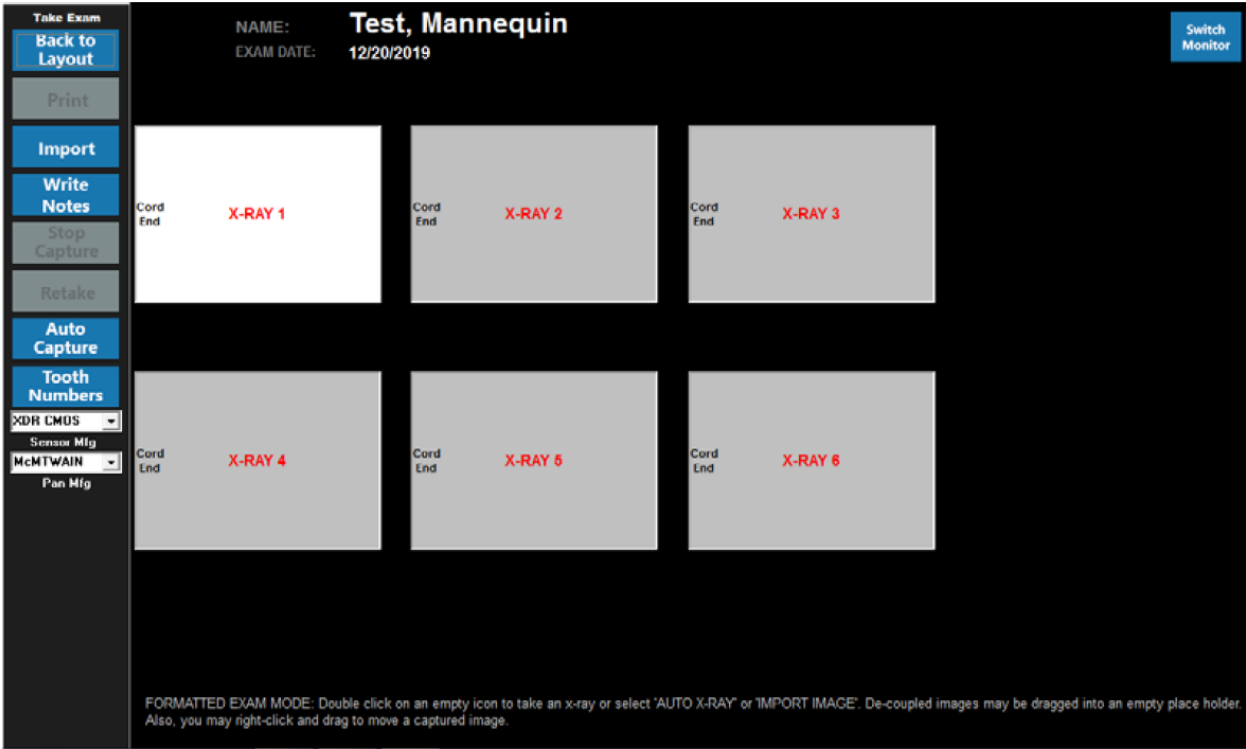 Take Exam
Back to
Layout
Print
Import
Write
Notes
Stop
Capture
Retake
Auto
Capture
Tooth
Numbers
XDR CMOS
Sensor Mfg
McMTWAIN
Pan Mfg
NAME: Test, Mannequin
EXAM DATE: 12/20/2019
Switch
Monitor
Cord
End
X-RAY 1
Cord
End
X-RAY 2
Cord
End
X-RAY 3
Cord
End
X-RAY 4
Cord
End
X-RAY 5
Cord
End
X-RAY 6
FORMATTED EXAM MODE: Double click on an empty icon to take an x-ray or select 'AUTO X-RAY' or 'IMPORT IMAGE'. De-coupled images may be dragged into an empty place holder.
Also, you may right-click and drag to move a captured image.